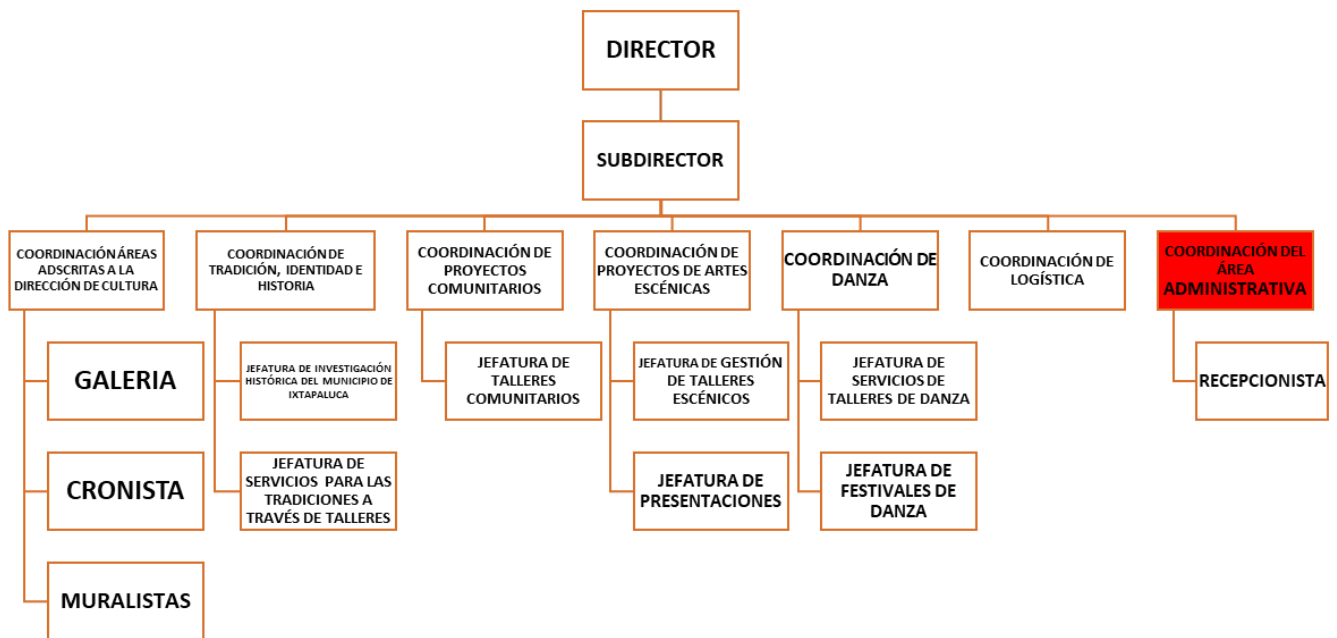 DIRECTOR
SUBDIRECTOR
COORDINACIÓN ÁREAS
ADSCRITAS A LA
DIRECCIÓN DE CULTURA
COORDINACIÓN DE
TRADICIÓN, IDENTIDAD E
HISTORIA
COORDINACIÓN DE
PROYECTOS
COMUNITARIOS
COORDINACIÓN DE
PROYECTOS DE ARTES
ESCÉNICAS
COORDINACIÓN DE
DANZA
COORDINACIÓN DE
LOGÍSTICA
COORDINACIÓN DEL
ÁREA
ADMINISTRATIVA
GALERIA
JEFATURA DE INVESTIGACIÓN
HISTÓRICA DEL MUNICIPIO DE
IXTAPALUCA
JEFATURA DE
TALLERES
COMUNITARIOS
JEFATURA DE GESTIÓN
DE TALLERES
ESCÉNICOS
JEFATURA DE
SERVICIOS DE
TALLERES DE DANZA
RECEPCIONISTA
CRONISTA
JEFATURA DE
SERVICIOS PARA LAS
TRADICIONES A
TRAVÉS DE TALLERES
JEFATURA DE
PRESENTACIONES
JEFATURA DE
FESTIVALES DE
DANZA
MURALISTAS